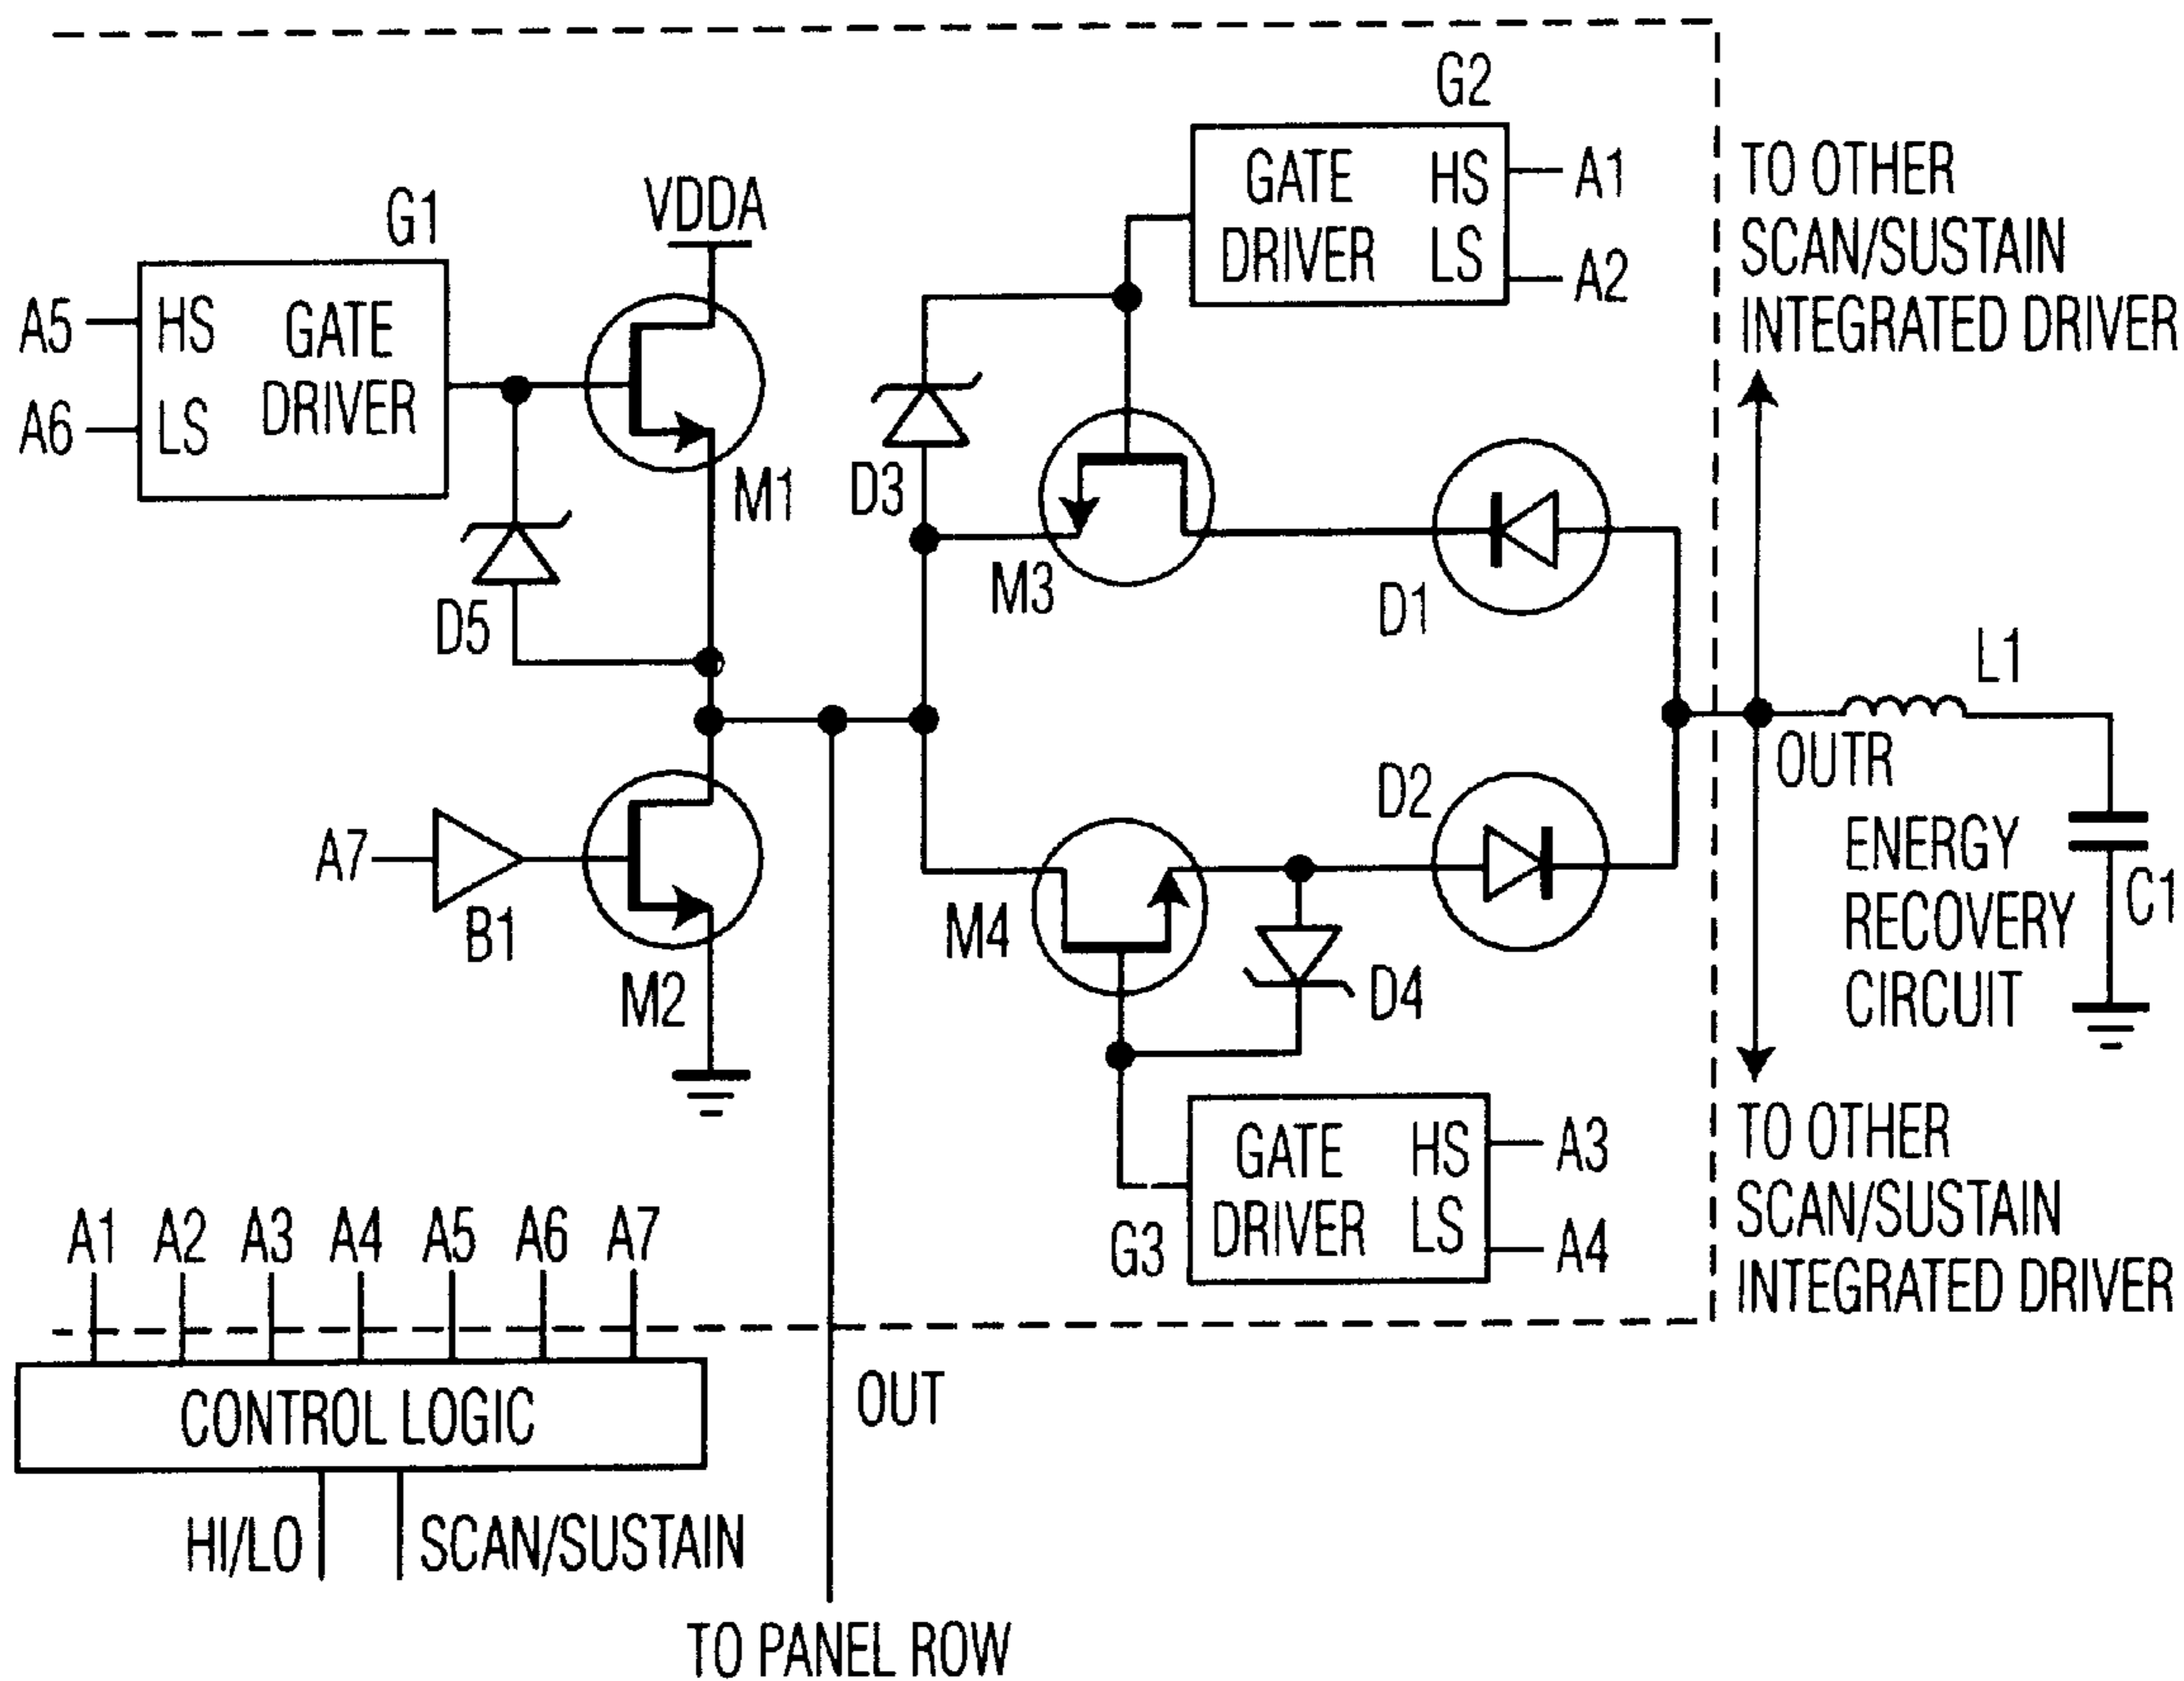 G2
GATE HS A1
DRIVER LS A2
TO OTHER
SCAN/SUSTAIN
INTEGRATED DRIVER
G1
VDDA
A5 HS GATE
A6 LS DRIVER
M1
D3
M3
D1
D5
L1
OUTR
D2
A7
B1
M2
M4
D4
ENERGY
RECOVERY
CIRCUIT
C1
GATE HS A3
DRIVER LS A4
G3
TO OTHER
SCAN/SUSTAIN
INTEGRATED DRIVER
A1 A2 A3 A4 A5 A6 A7
CONTROL LOGIC
OUT
HI/LO
SCAN/SUSTAIN
TO PANEL ROW